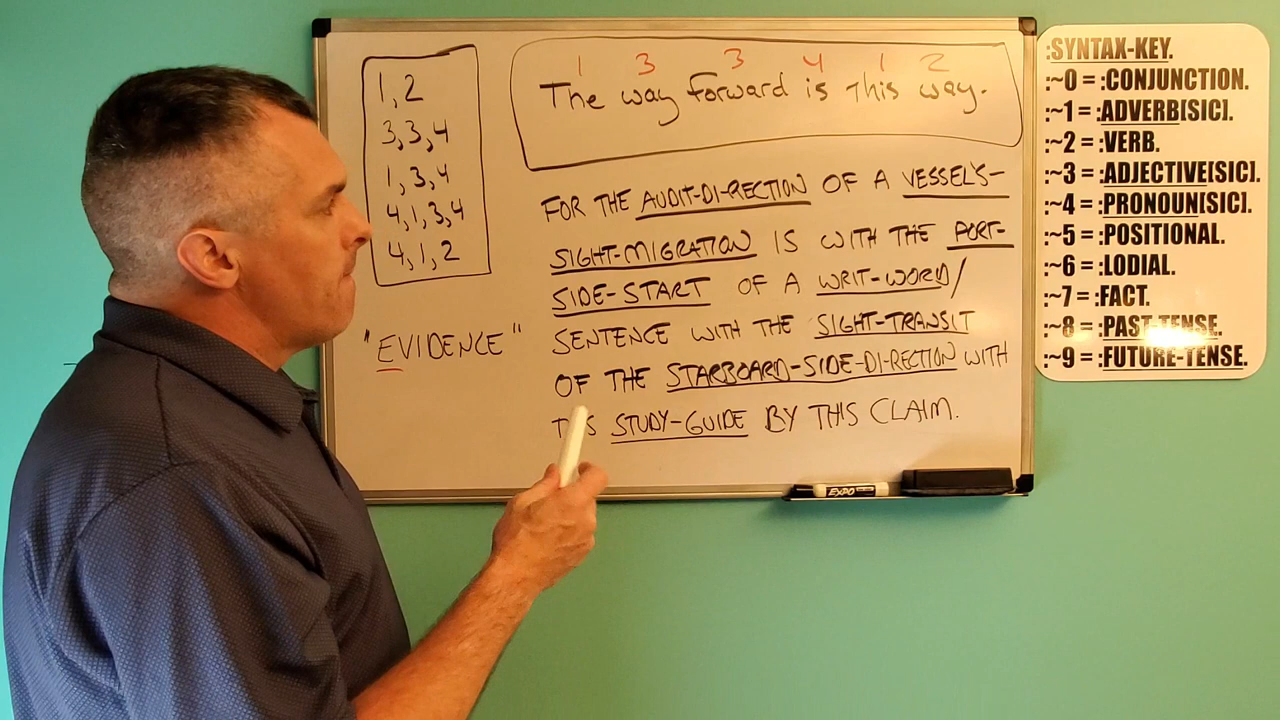 1, 2
3, 3, 4
1, 3, 4
4, 1, 3, 4
4, 1, 2
"EVIDENCE"
1 3 3 4 1 2
The way forward is this way.
FOR THE AUDIT-DI-RECTION OF A VESSEL'S-
SIGHT-MIGRATION IS WITH THE PORT-
SIDE-START OF A WRIT-WORD/
SENTENCE WITH THE SIGHT-TRANSIT
OF THE STARBOARD-SIDE-DI-RECTION WITH
THIS STUDY-GUIDE BY THIS CLAIM.
EXPO
:SYNTAX-KEY.
:~0 = :CONJUNCTION.
:~1 = :ADVERB[SIC].
:~2 = :VERB.
:~3 = :ADJECTIVE[SIC].
:~4 = :PRONOUN[SIC].
:~5 = :POSITIONAL.
:~6 = :LODIAL.
:~7 = :FACT.
:~8 = :PAST-TENSE.
:~9 = :FUTURE-TENSE.